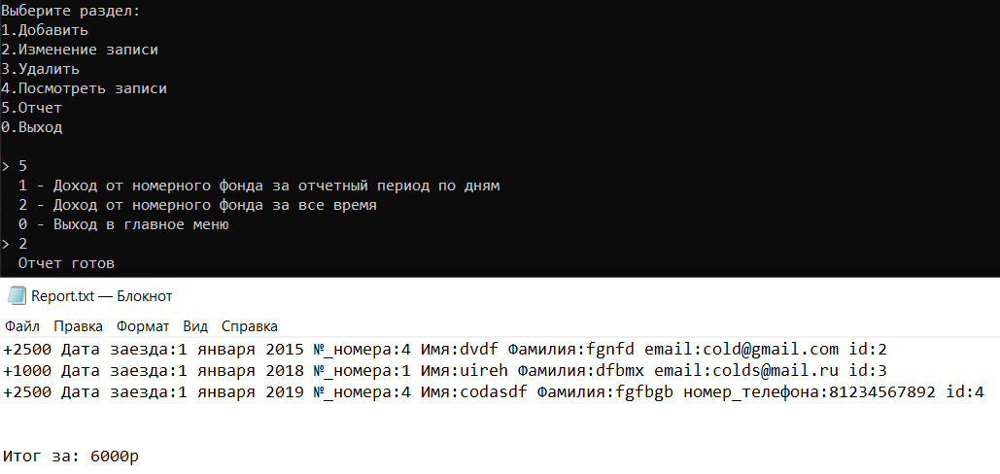 Выберите раздел:
1.Добавить
2.Изменение записи
3.Удалить
4.Посмотреть записи
5.Отчет
0.Выход
> 5
1 - Доход от номерного фонда за отчетный период по дням
2 - Доход от номерного фонда за все время
0 - Выход в главное меню
> 2
Отчет готов
Report.txt — Блокнот
Файл Правка Формат Вид Справка
+2500 Дата заезда:1 января 2015 №_номера:4 Имя:dvdf Фамилия:fgnfd email:cold@gmail.com id:2
+1000 Дата заезда:1 января 2018 №_номера:1 Имя:uireh Фамилия:dfbmx email:colds@mail.ru id:3
+2500 Дата заезда:1 января 2019 №_номера:4 Имя:codasdf Фамилия:fgfbgb номер_телефона:81234567892 id:4
Итог за: 6000р